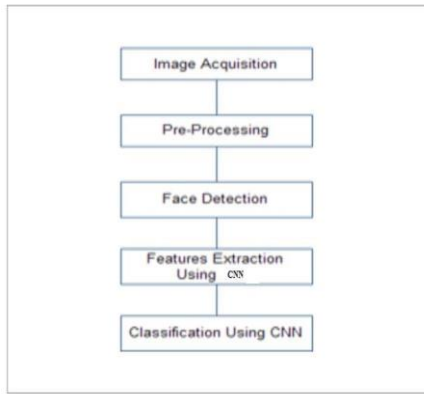 Image Acquisition
Pre-Processing
Face Detection
Features Extraction
Using CNN
Classification Using CNN